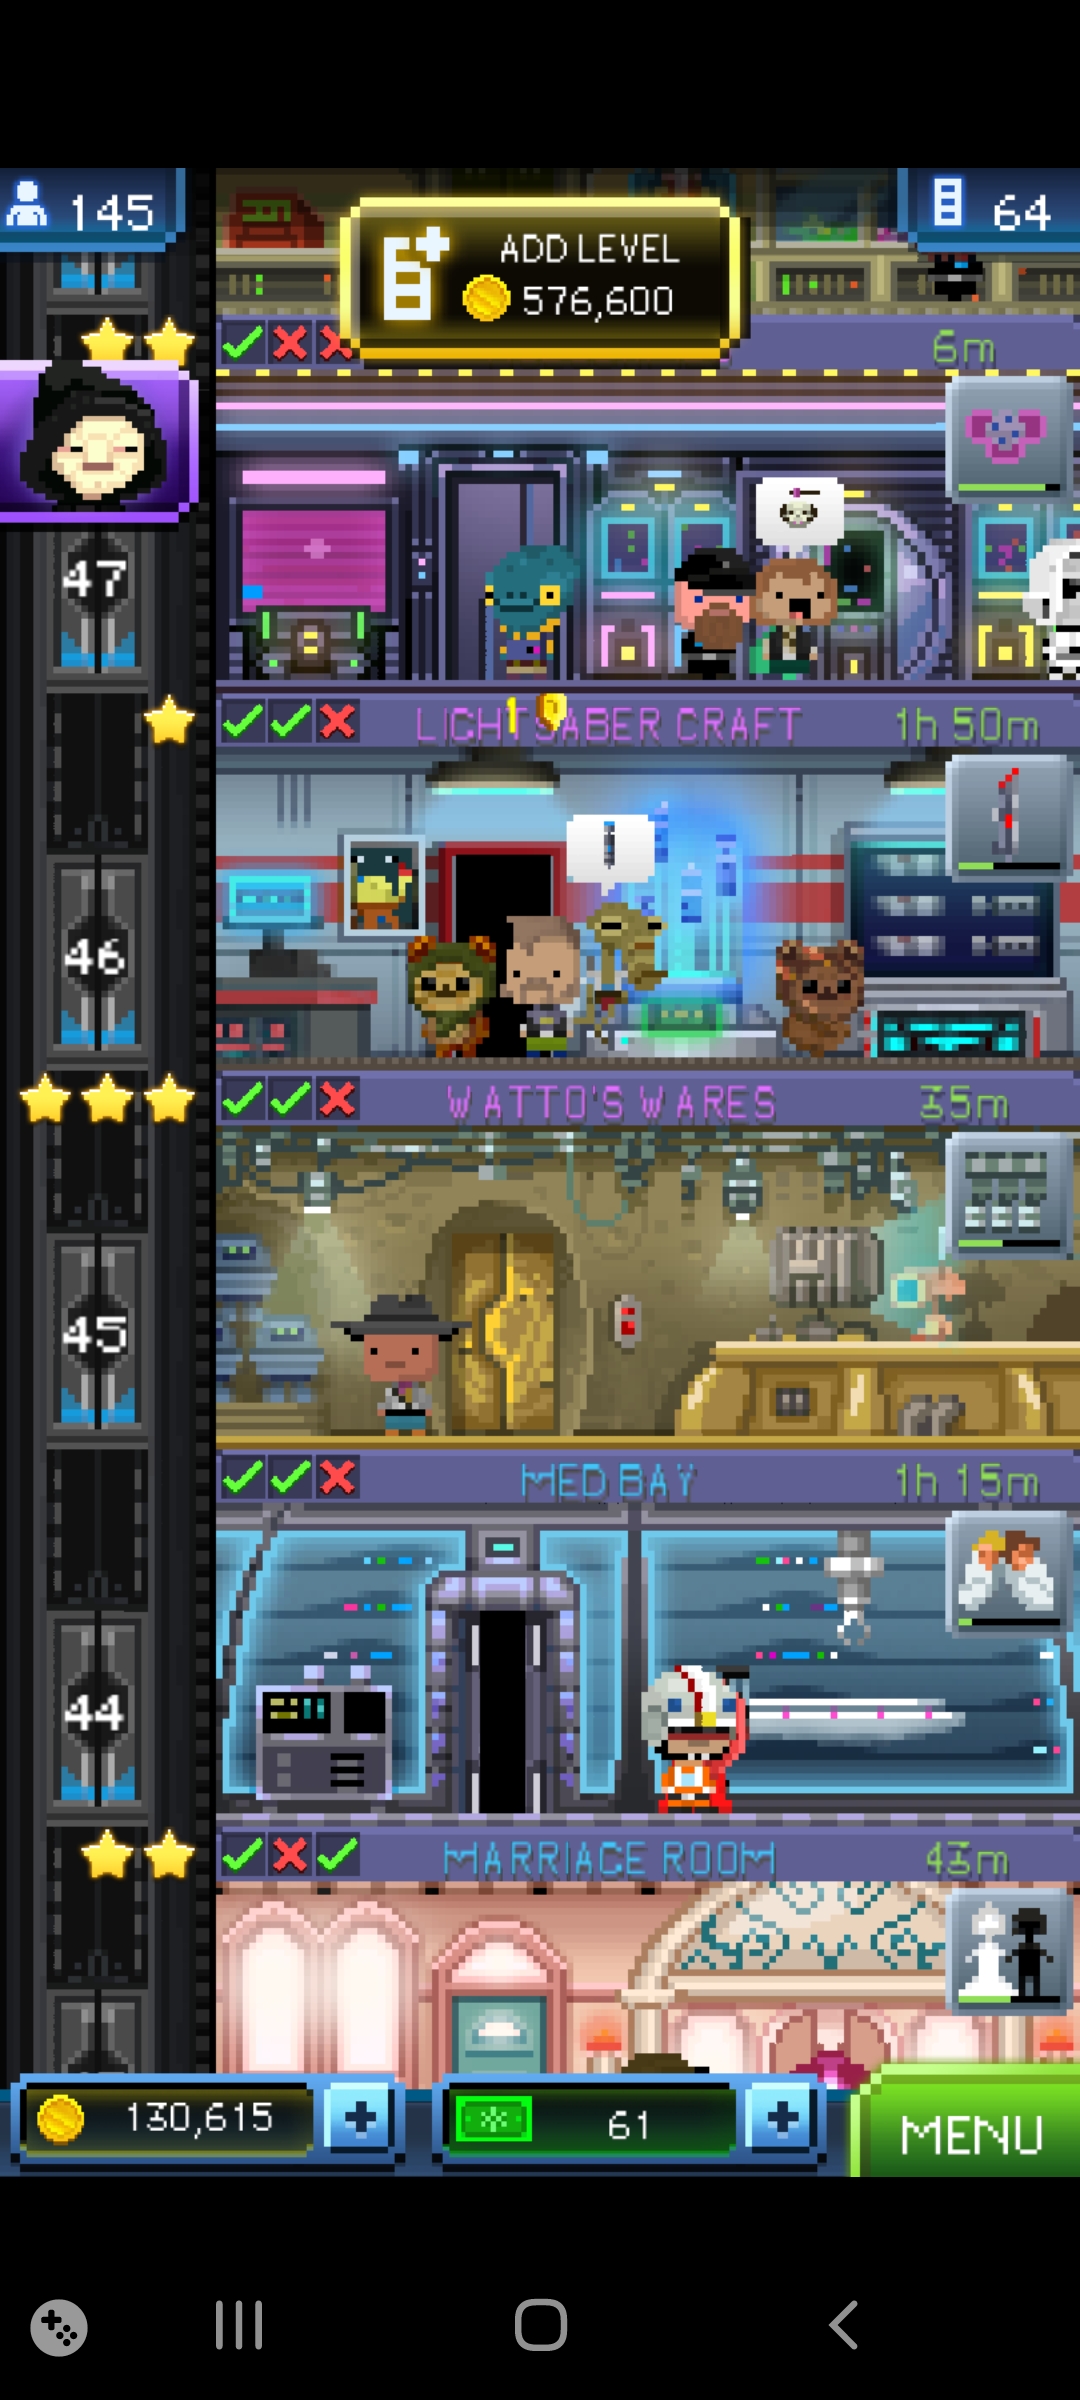 145
ADD LEVEL
576,600
64
6m
47
1
LIGHTSABER CRAFT
1h 50m
46
WATTO'S WARES
35m
45
MED BAY
1h 15m
44
MARRIAGE ROOM
43m
130,615
61
MENU